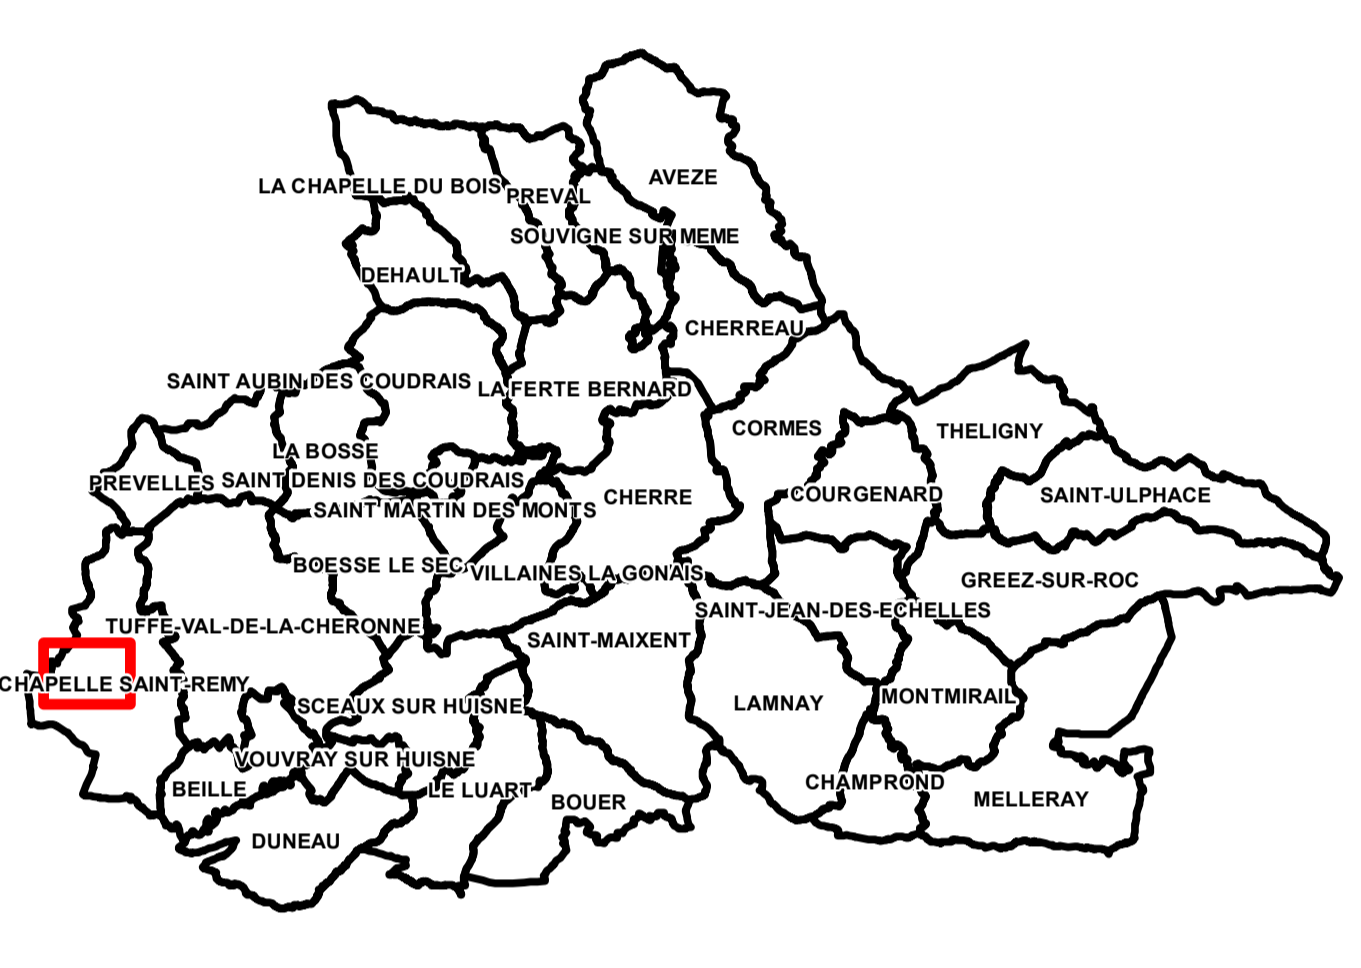 AVEZE
LA CHAPELLE DU BOIS
PREVAL
SOUVIGNE SUR MEME
DEHAULT
CHERREAU
SAINT AUBIN DES COUDRAIS
LA FERTE BERNARD
CORMES
THELIGNY
LA BOSSE
PREVELLES
SAINT DENIS DES COUDRAIS
CHERRE
COURGENARD
SAINT-ULPHACE
SAINT MARTIN DES MONTS
BOESSE LE SEC
VILLAINES LA GONAIS
GREEZ-SUR-ROC
SAINT-JEAN-DES-ECHELLES
TUFFE-VAL-DE-LA-CHERONNE
SAINT-MAIXENT
CHAPELLE SAINT-REMY
MONTMIRAIL
SCEAUX SUR HUISNE
LAMNAY
VOUVRAY SUR HUISNE
CHAMPROND
BEILLE
LE LUART
BOUER
MELLERAY
DUNEAU